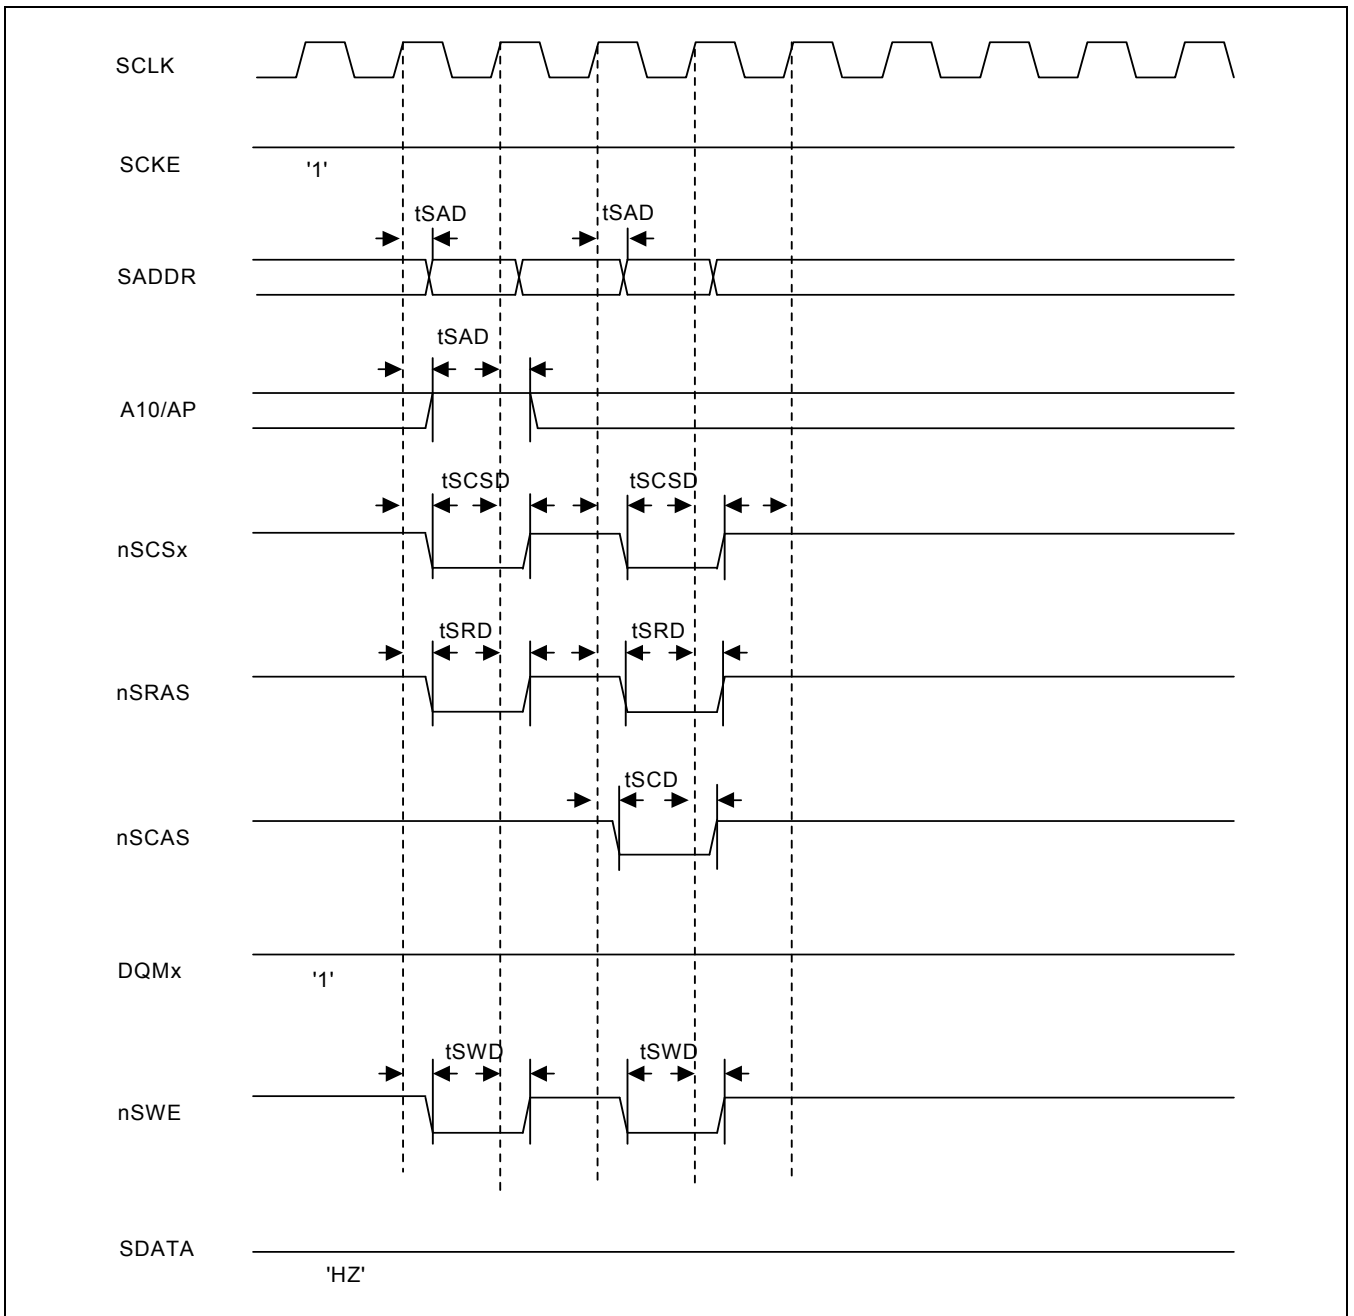 SCLK
SCKE
'1'
tSAD tSAD
SADDR
tSAD
A10/AP
tSCSD tSCSD
nSCSx
tSRD tSRD
nSRAS
tSCD
nSCAS
DQMx
'1'
tSWD tSWD
nSWE
SDATA
'HZ'